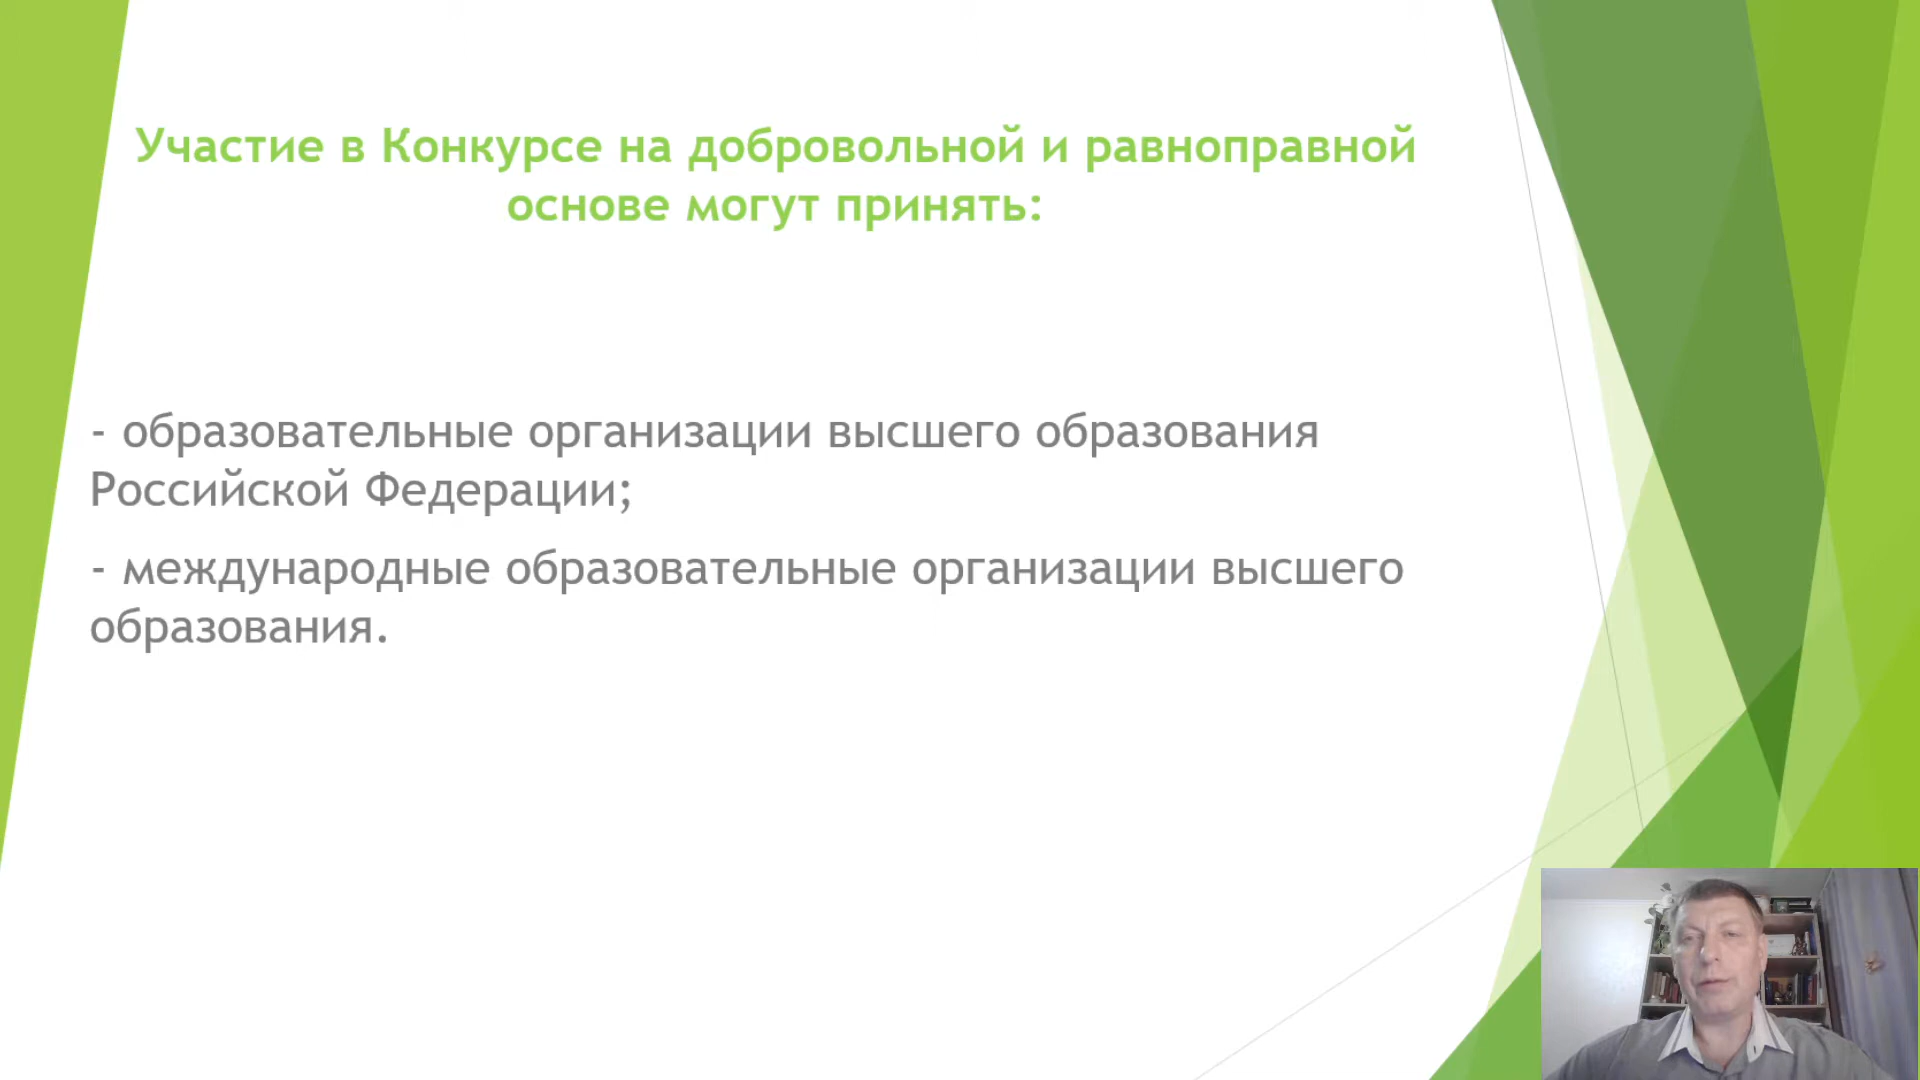 Участие в Конкурсе на добровольной и равноправной
основе могут принять:
- образовательные организации высшего образования
Российской Федерации;
- международные образовательные организации высшего
образования.